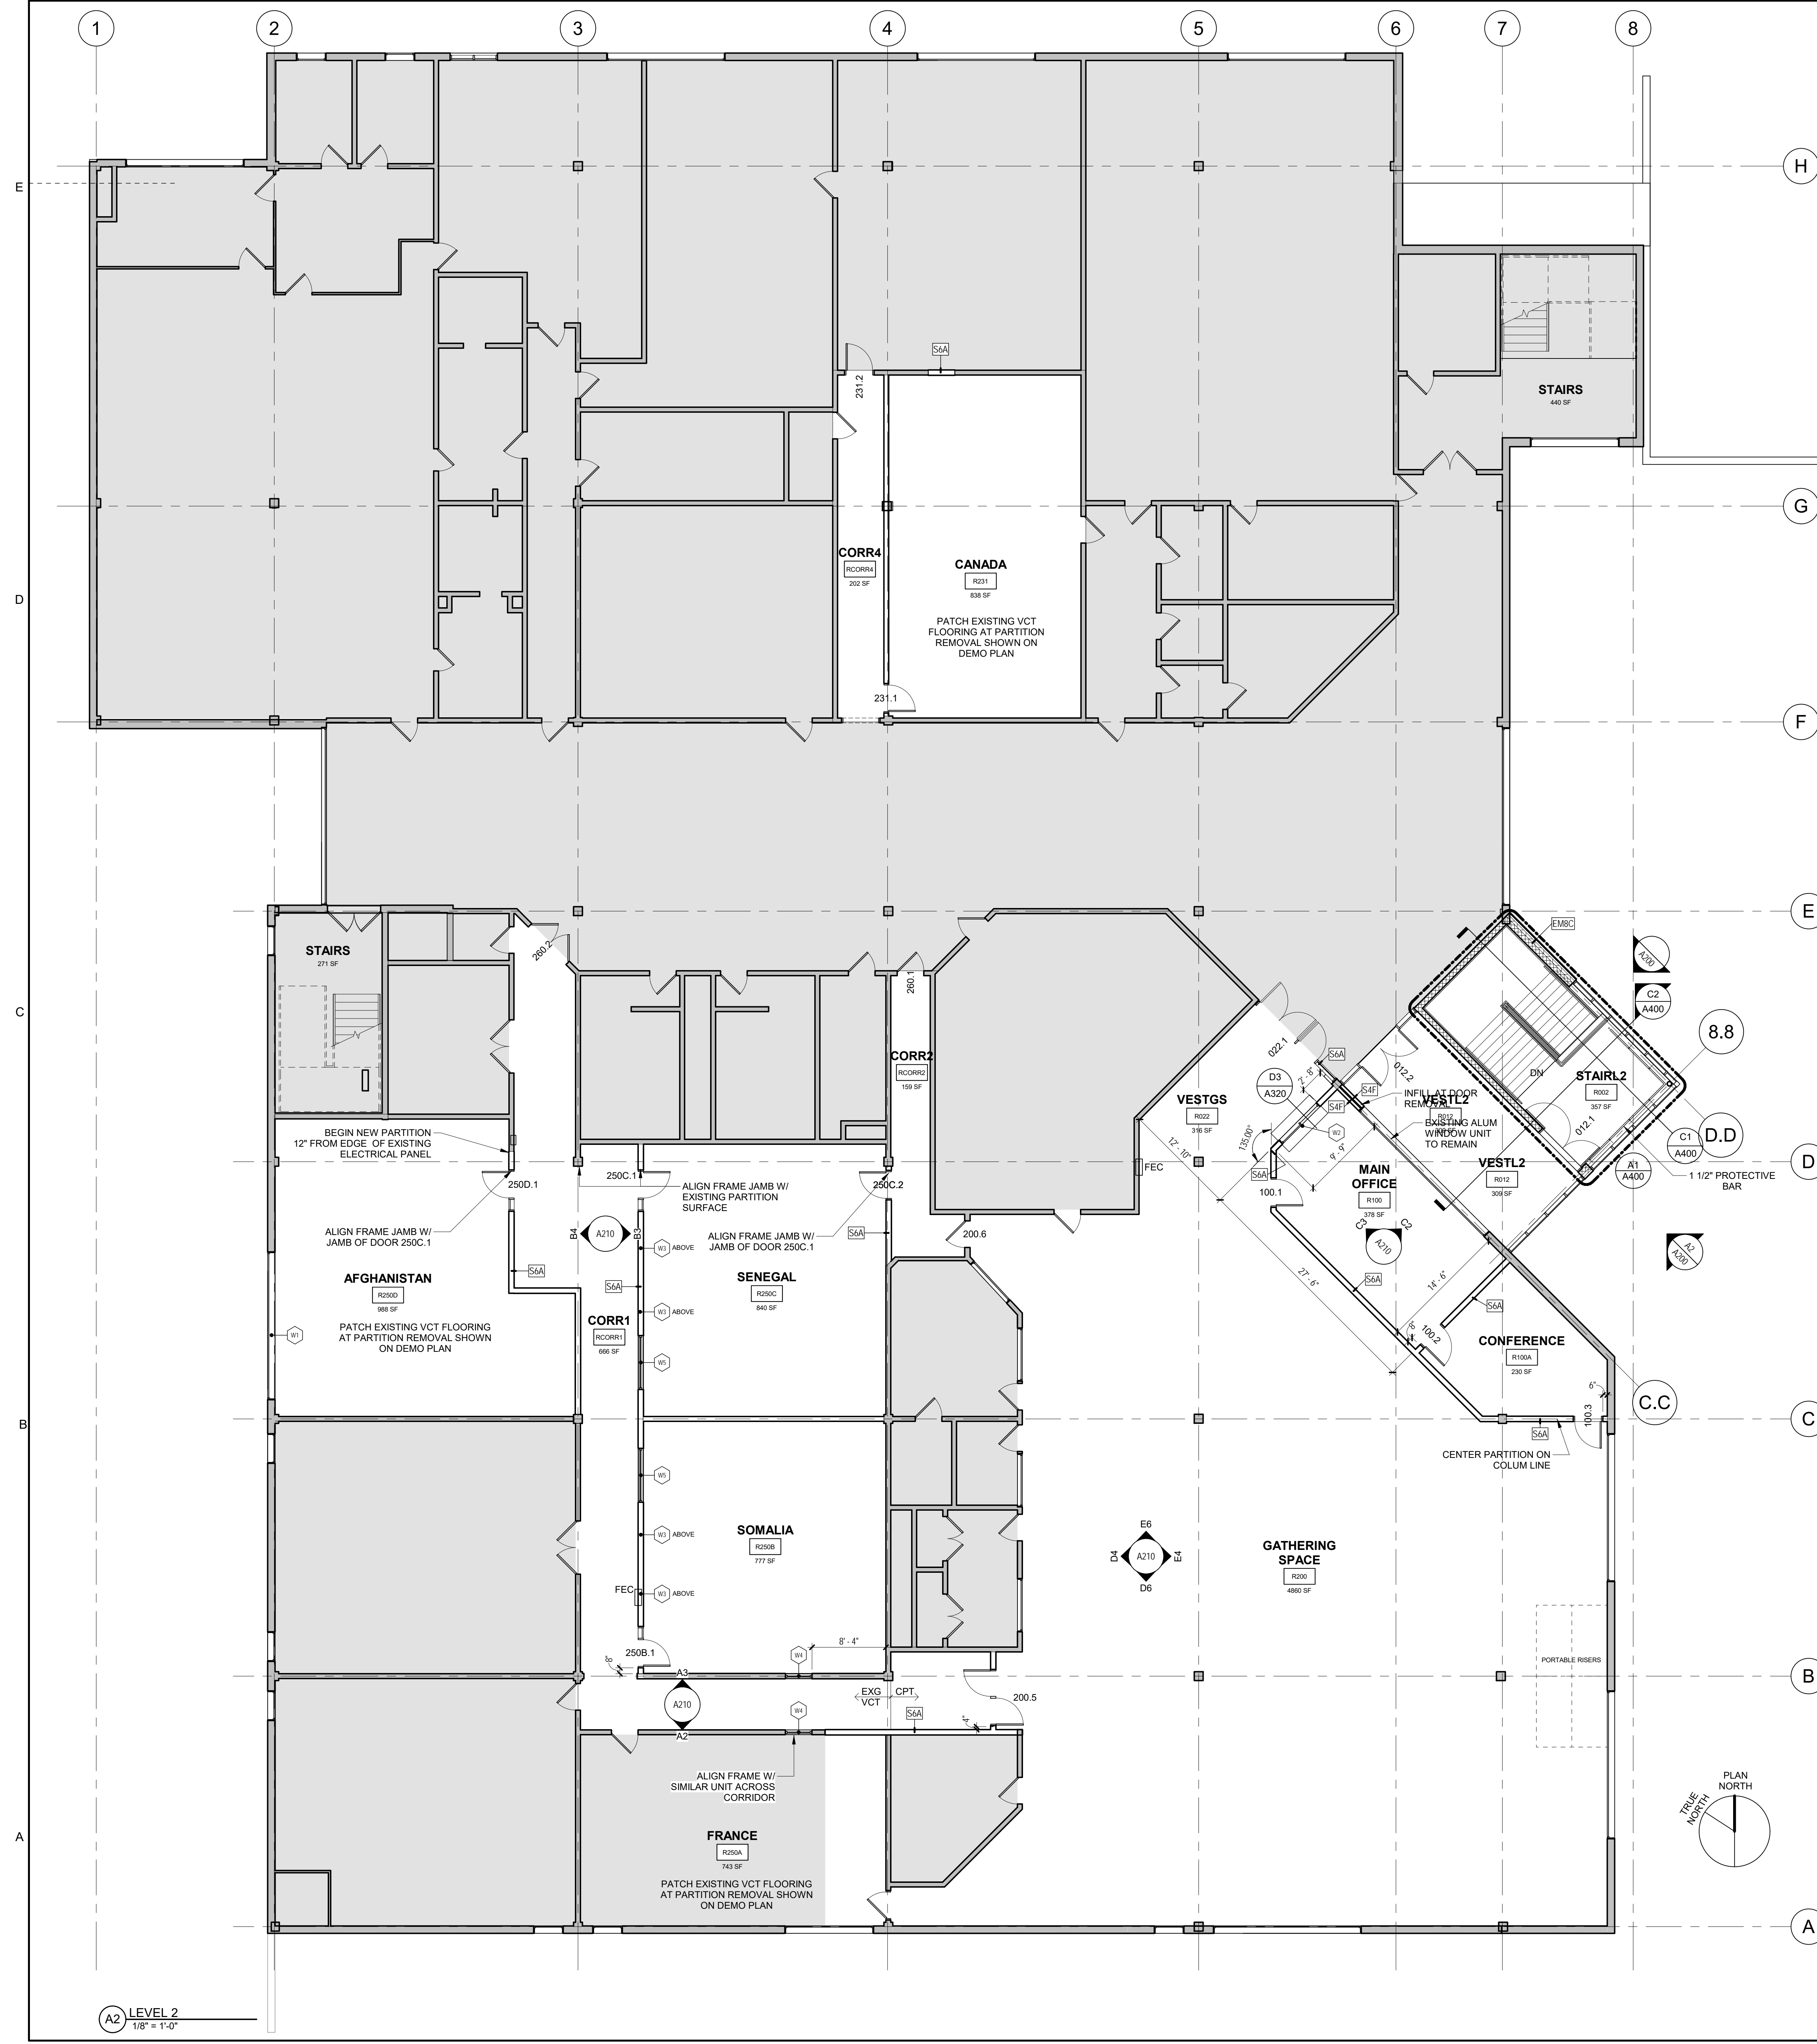 1
2
3
4
5
6
7
8
H
E
S6A
231.2
STAIRS
440 SF
G
CORR4
RCORR4
202 SF
CANADA
R231
838 SF
D
PATCH EXISTING VCT
FLOORING AT PARTITION
REMOVAL SHOWN ON
DEMO PLAN
231.1
F
E
EM8C
STAIRS
271 SF
260.2
260.1
A200
C2
A400
C
8.8
022.1
S6A
012.2
CORR2
RCORR2
159 SF
2' - 8"
D3
A320
S4F
S4F
INFILL AT DOOR
REMOVAL
DN
STAIRL2
R002
357 SF
VESTGS
R022
316 SF
VESTL2
R012
EXISTING ALUM
WINDOW UNIT
TO REMAIN
012.1
BEGIN NEW PARTITION
12" FROM EDGE OF EXISTING
ELECTRICAL PANEL
W2
135.00°
9' - 9"
12' - 10"
C1
A400
D.D
D
FEC
S6A
MAIN
OFFICE
R100
378 SF
VESTL2
R012
309 SF
A1
A400
1 1/2" PROTECTIVE
BAR
250D.1
250C.1
ALIGN FRAME JAMB W/
EXISTING PARTITION
SURFACE
250C.2
100.1
ALIGN FRAME JAMB W/
JAMB OF DOOR 250C.1
B4
A210
B3
W3
ABOVE
ALIGN FRAME JAMB W/
JAMB OF DOOR 250C.1
S6A
200.6
C3
C2
A210
A2
A200
AFGHANISTAN
R250D
988 SF
S6A
S6A
SENEGAL
R250C
840 SF
27' - 6"
S6A
14' - 6"
S6A
PATCH EXISTING VCT FLOORING
AT PARTITION REMOVAL SHOWN
ON DEMO PLAN
W1
CORR1
RCORR1
666 SF
W3
ABOVE
W5
8"
100.2
CONFERENCE
R100A
230 SF
6"
C.C
B
100.3
C
S6A
CENTER PARTITION ON
COLUM LINE
W5
SOMALIA
R250B
777 SF
W3
ABOVE
FEC
W3
ABOVE
E6
D4
A210
E4
D6
GATHERING
SPACE
R200
4860 SF
250B.1
8"
8' - 4"
W4
A3
A210
A2
PORTABLE RISERS
B
EXG
VCT
CPT.
W4
S6A
200.5
4"
ALIGN FRAME W/
SIMILAR UNIT ACROSS
CORRIDOR
PLAN
NORTH
TRUE
NORTH
A
FRANCE
R250A
743 SF
PATCH EXISTING VCT FLOORING
AT PARTITION REMOVAL SHOWN
ON DEMO PLAN
A
A2
LEVEL 2
1/8" = 1'-0"